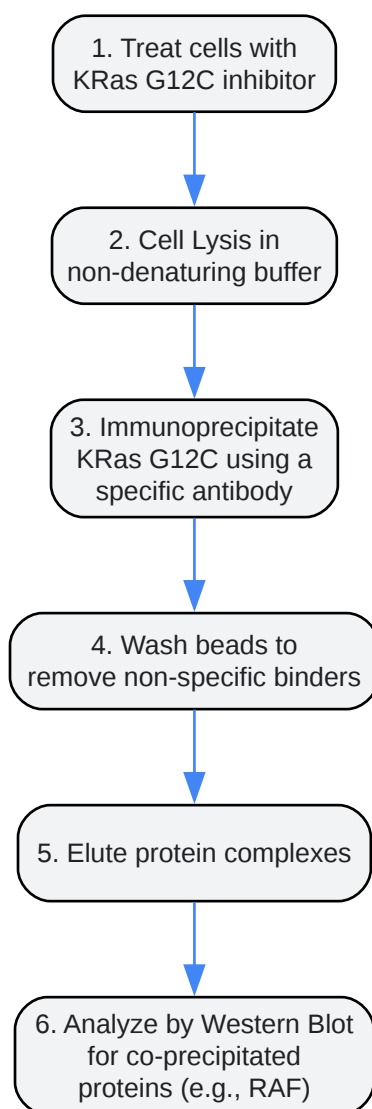 1. Treat cells with
KRas G12C inhibitor
2. Cell Lysis in
non-denaturing buffer
3. Immunoprecipitate
KRas G12C using a
specific antibody
4. Wash beads to
remove non-specific binders
5. Elute protein complexes
6. Analyze by Western Blot
for co-precipitated
proteins (e.g., RAF)